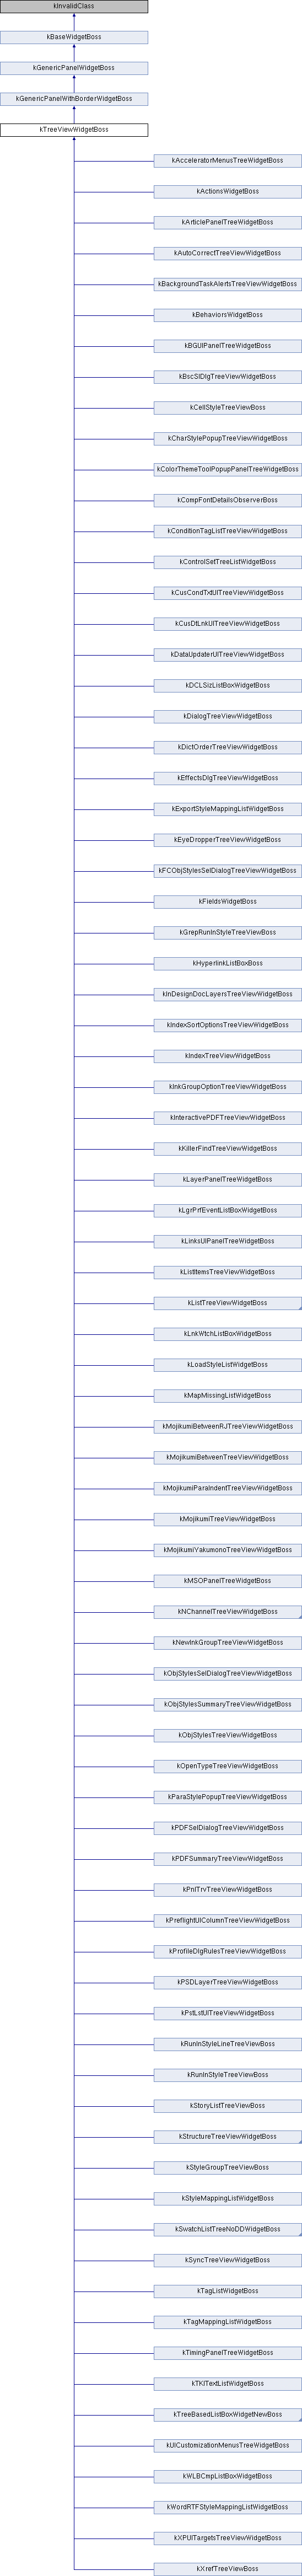 kInvalidClass
kBaseWidgetBoss
kGenericPanelWidgetBoss
kGenericPanelWithBorderWidgetBoss
kTreeViewWidgetBoss
kAcceleratorMenusTreeWidgetBoss
kActionsWidgetBoss
kArticlePanelTreeWidgetBoss
kAutoCorrectTreeViewWidgetBoss
kBackgroundTaskAlertsTreeViewWidgetBoss
kBehaviorsWidgetBoss
kBGUIPanelTreeWidgetBoss
kBscSlDlgTreeViewWidgetBoss
kCellStyleTreeViewBoss
kCharStylePopupTreeViewWidgetBoss
kColorThemeToolPopupPanelTreeWidgetBoss
kCompFontDetailsObserverBoss
kConditionTagListTreeViewWidgetBoss
kControlSetTreeListWidgetBoss
kCusCondTxtUITreeViewWidgetBoss
kCusDtLnkUITreeViewWidgetBoss
kDataUpdaterUITreeViewWidgetBoss
kDCLSizListBoxWidgetBoss
kDialogTreeViewWidgetBoss
kDictOrderTreeViewWidgetBoss
kEffectsDlgTreeViewWidgetBoss
kExportStyleMappingListWidgetBoss
kEyeDropperTreeViewWidgetBoss
kFCObjStylesSelDialogTreeViewWidgetBoss
kFieldsWidgetBoss
kGrepRunInStyleTreeViewBoss
kHyperlinkListBoxBoss
kInDesignDocLayersTreeViewWidgetBoss
kIndexSortOptionsTreeViewWidgetBoss
kIndexTreeViewWidgetBoss
kInkGroupOptionTreeViewWidgetBoss
kInteractivePDFTreeViewWidgetBoss
kKillerFindTreeViewWidgetBoss
kLayerPanelTreeWidgetBoss
kLgrPrfEventListBoxWidgetBoss
kLinksUIPanelTreeWidgetBoss
kListItemsTreeViewWidgetBoss
kListTreeViewWidgetBoss
kLnkWtchListBoxWidgetBoss
kLoadStyleListWidgetBoss
kMapMissingListWidgetBoss
kMojikumiBetweenRJTreeViewWidgetBoss
kMojikumiBetweenTreeViewWidgetBoss
kMojikumiParaIndentTreeViewWidgetBoss
kMojikumiTreeViewWidgetBoss
kMojikumiYakumonoTreeViewWidgetBoss
kMSOPanelTreeWidgetBoss
kNChannelTreeViewWidgetBoss
kNewInkGroupTreeViewWidgetBoss
kObjStylesSelDialogTreeViewWidgetBoss
kObjStylesSummaryTreeViewWidgetBoss
kObjStylesTreeViewWidgetBoss
kOpenTypeTreeViewWidgetBoss
kParaStylePopupTreeViewWidgetBoss
kPDFSelDialogTreeViewWidgetBoss
kPDFSummaryTreeViewWidgetBoss
kPnlTrvTreeViewWidgetBoss
kPreflightUIColumnTreeViewWidgetBoss
kProfileDlgRulesTreeViewWidgetBoss
kPSDLayerTreeViewWidgetBoss
kPstLstUITreeViewWidgetBoss
kRunInStyleLineTreeViewBoss
kRunInStyleTreeViewBoss
kStoryListTreeViewBoss
kStructureTreeViewWidgetBoss
kStyleGroupTreeViewBoss
kStyleMappingListWidgetBoss
kSwatchListTreeNoDDWidgetBoss
kSyncTreeViewWidgetBoss
kTagListWidgetBoss
kTagMappingListWidgetBoss
kTimingPanelTreeWidgetBoss
kTKITextListWidgetBoss
kTreeBasedListBoxWidgetNewBoss
kUICustomizationMenusTreeWidgetBoss
kWLBCmpListBoxWidgetBoss
kWordRTFStyleMappingListWidgetBoss
kXPUITargetsTreeViewWidgetBoss
kXrefTreeViewBoss